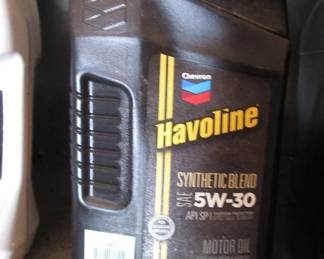 Chevron
Havoline
SYNTHETIC BLEND
SAE 5W-30
API SP
MOTOR OIL